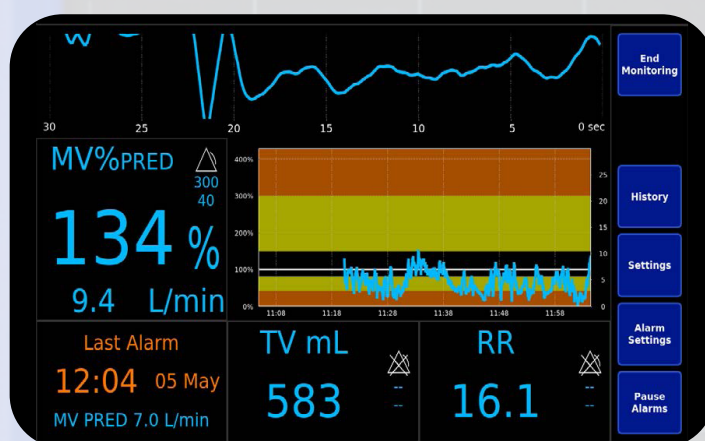 End
Monitoring
30 25 20 15 10 5 0 sec
MV%PRED
300
40
134 %
9.4 L/min
400%
300%
200%
100%
0%
25
20
15
10
5
0
11:08 11:18 11:28 11:38 11:48 11:58
History
Settings
Alarm
Settings
Pause
Alarms
Last Alarm
12:04 05 May
MV PRED 7.0 L/min
TV mL
--
583 --
RR
--
16.1 --